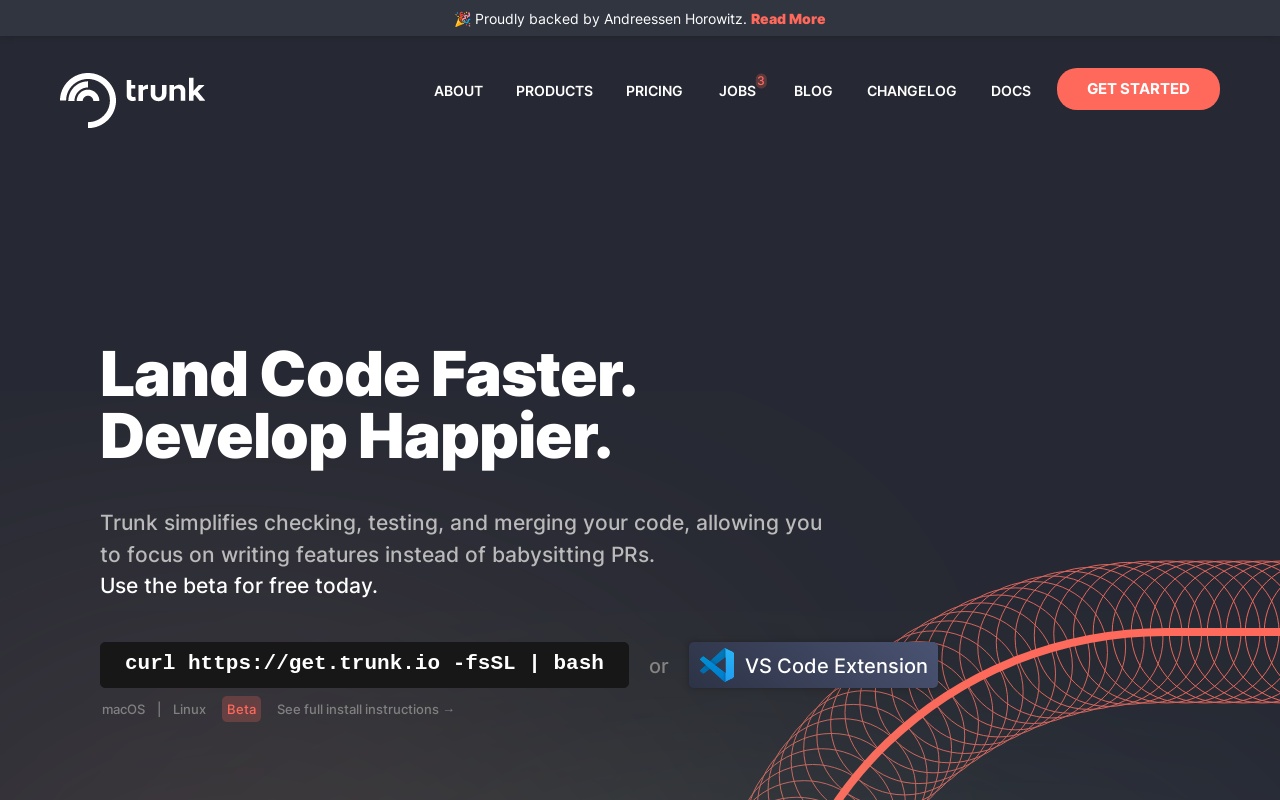 🎉 Proudly backed by Andreessen Horowitz. Read More
trunk
ABOUT PRODUCTS PRICING JOBS 3 BLOG CHANGELOG DOCS GET STARTED
Land Code Faster.
Develop Happier.
Trunk simplifies checking, testing, and merging your code, allowing you
to focus on writing features instead of babysitting PRs.
Use the beta for free today.
curl https://get.trunk.io -fsSL | bash or VS Code Extension
macOS | Linux Beta See full install instructions →